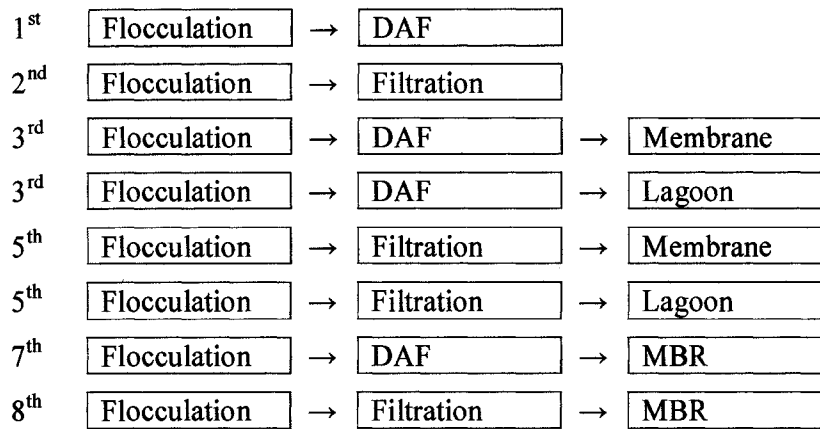 1st Flocculation → DAF
2nd Flocculation → Filtration
3rd Flocculation → DAF → Membrane
3rd Flocculation → DAF → Lagoon
5th Flocculation → Filtration → Membrane
5th Flocculation → Filtration → Lagoon
7th Flocculation → DAF → MBR
8th Flocculation → Filtration → MBR